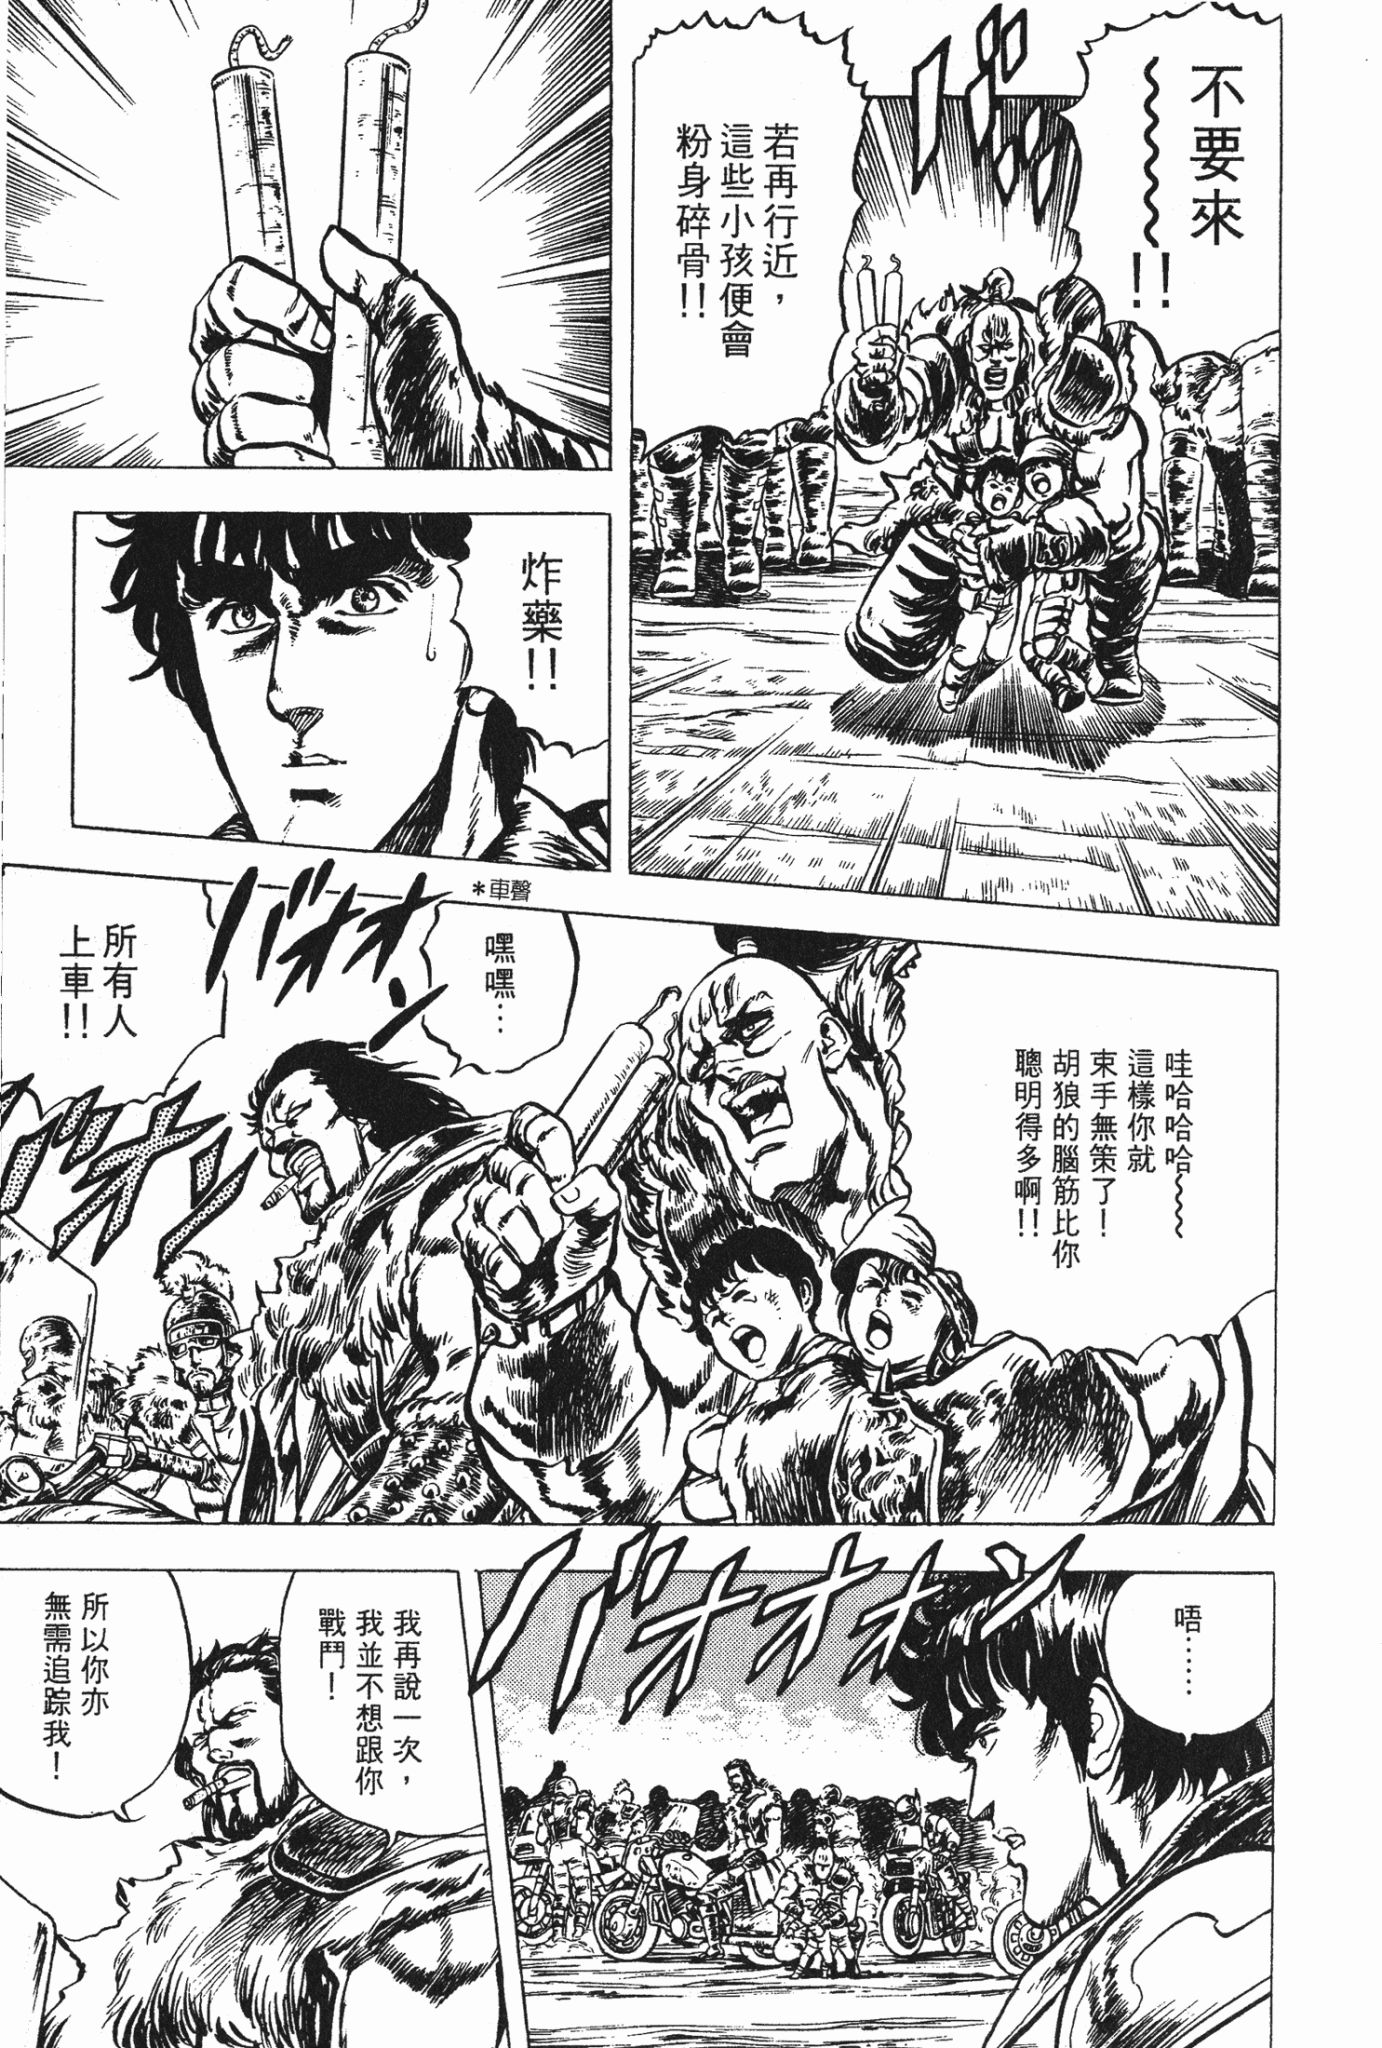 不要來
～～～!!
ババッ
若再行近，
這些小孩便會
粉身碎骨!!
炸藥!!
哇哈哈哈～～
這樣你就
束手無策了！
胡狼的腦筋比你
聰明得多啊!!
嘿嘿…
＊車聲
バオオン
所有人
上車!!
バオオン
唔……
バオオオン
我再說一次，
我並不想跟你
戰鬥！
所以你亦
無需追踪我！